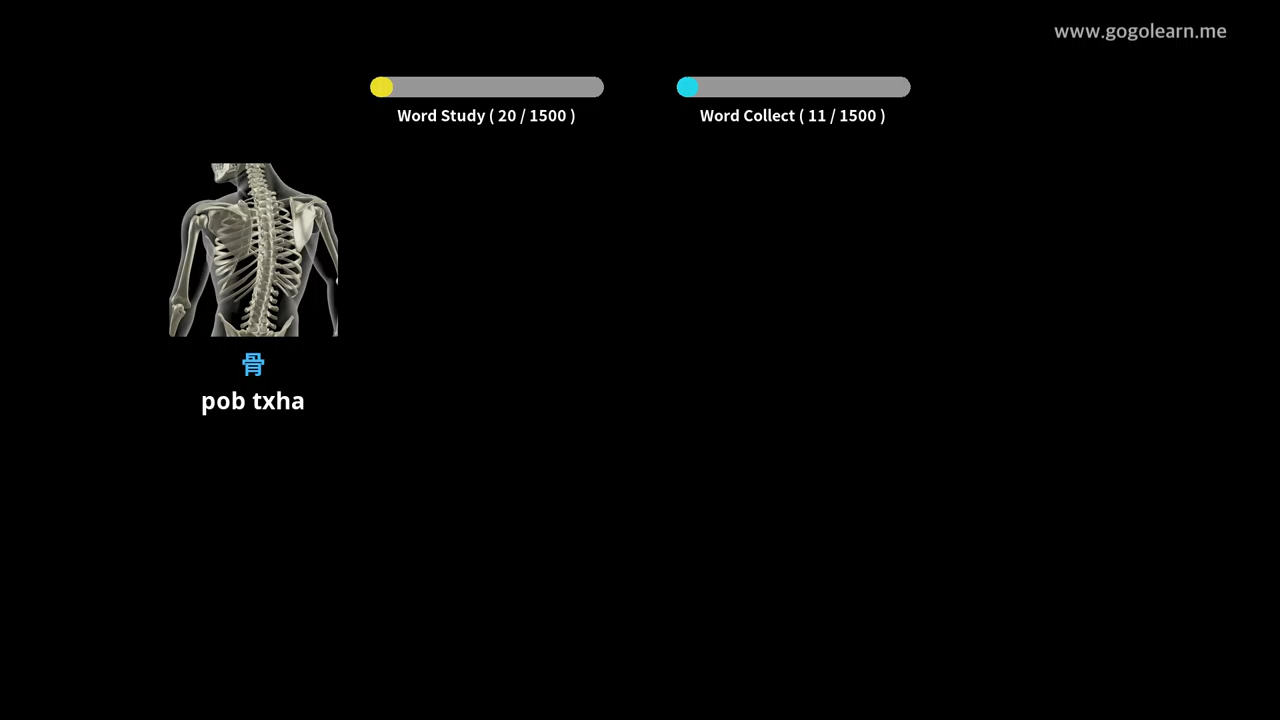 www.gogolearn.me
Word Study ( 20 / 1500 )
Word Collect ( 11 / 1500 )
骨
pob txha